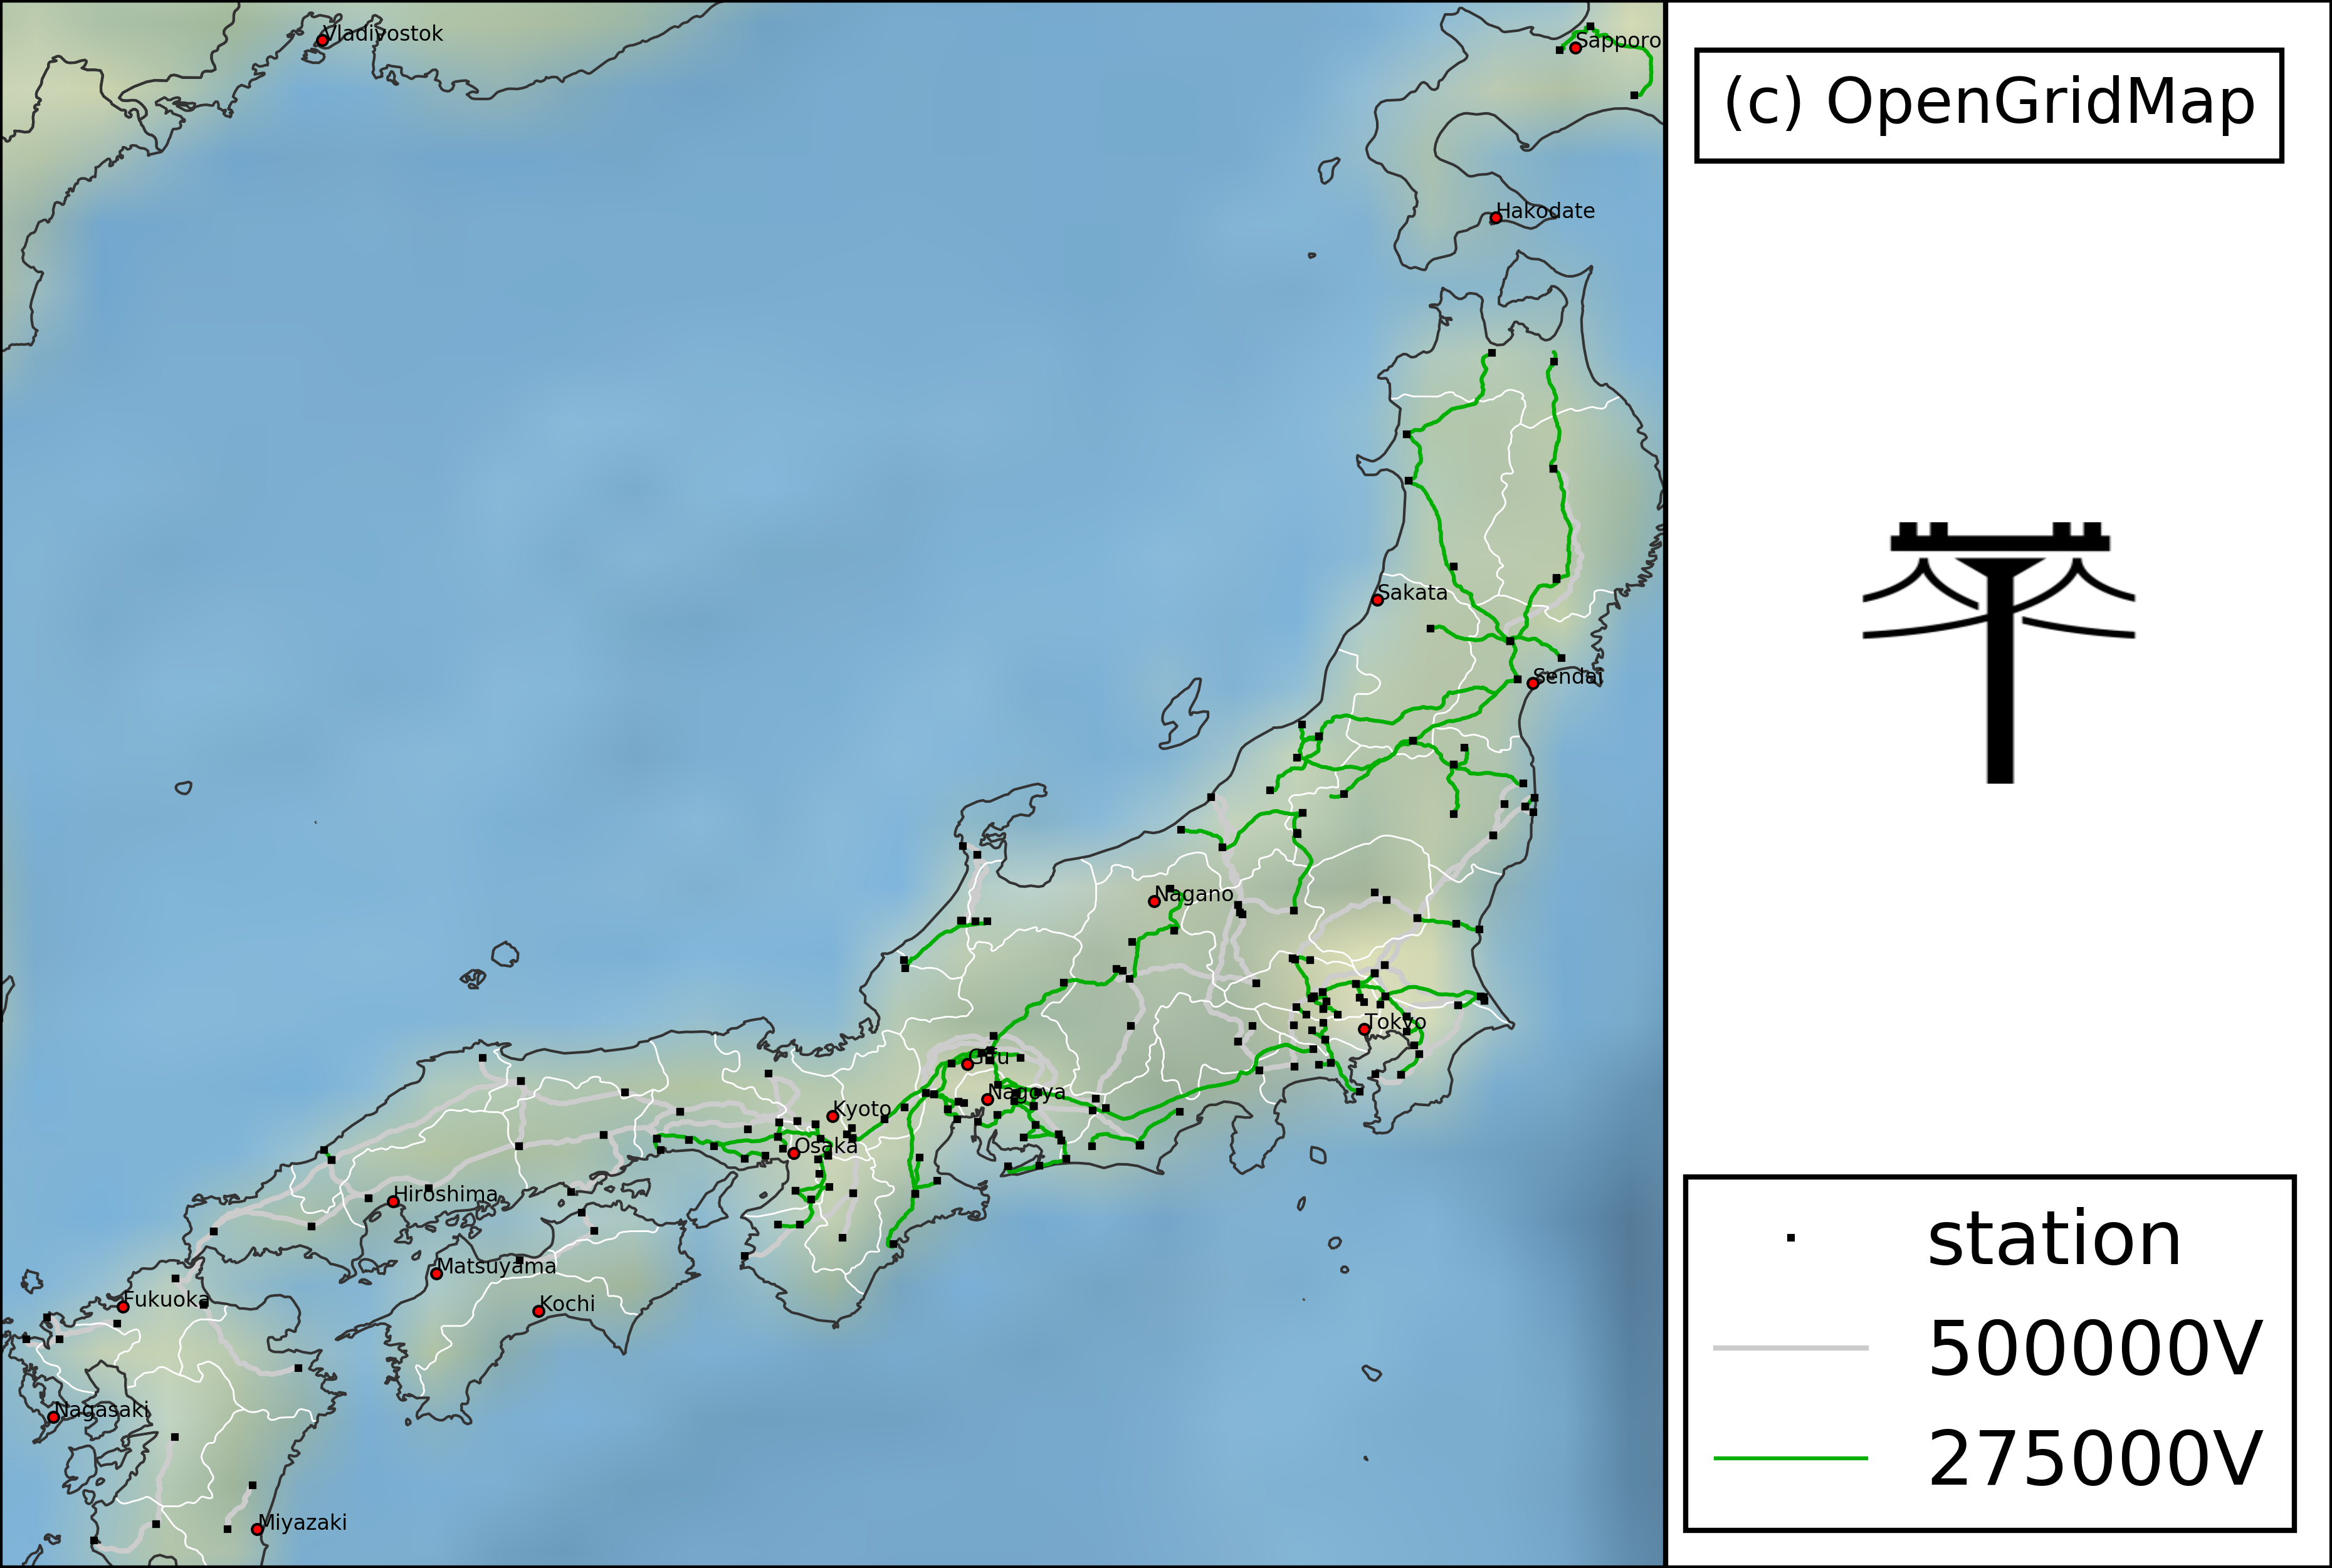 Vladivostok
Sapporo
(c) OpenGridMap
Hakodate
Sakata
Sendai
Nagano
Tokyo
Gifu
Nagoya
Kyoto
Osaka
Hiroshima
Matsuyama
Fukuoka
Kochi
Nagasaki
Miyazaki
station
500000V
275000V